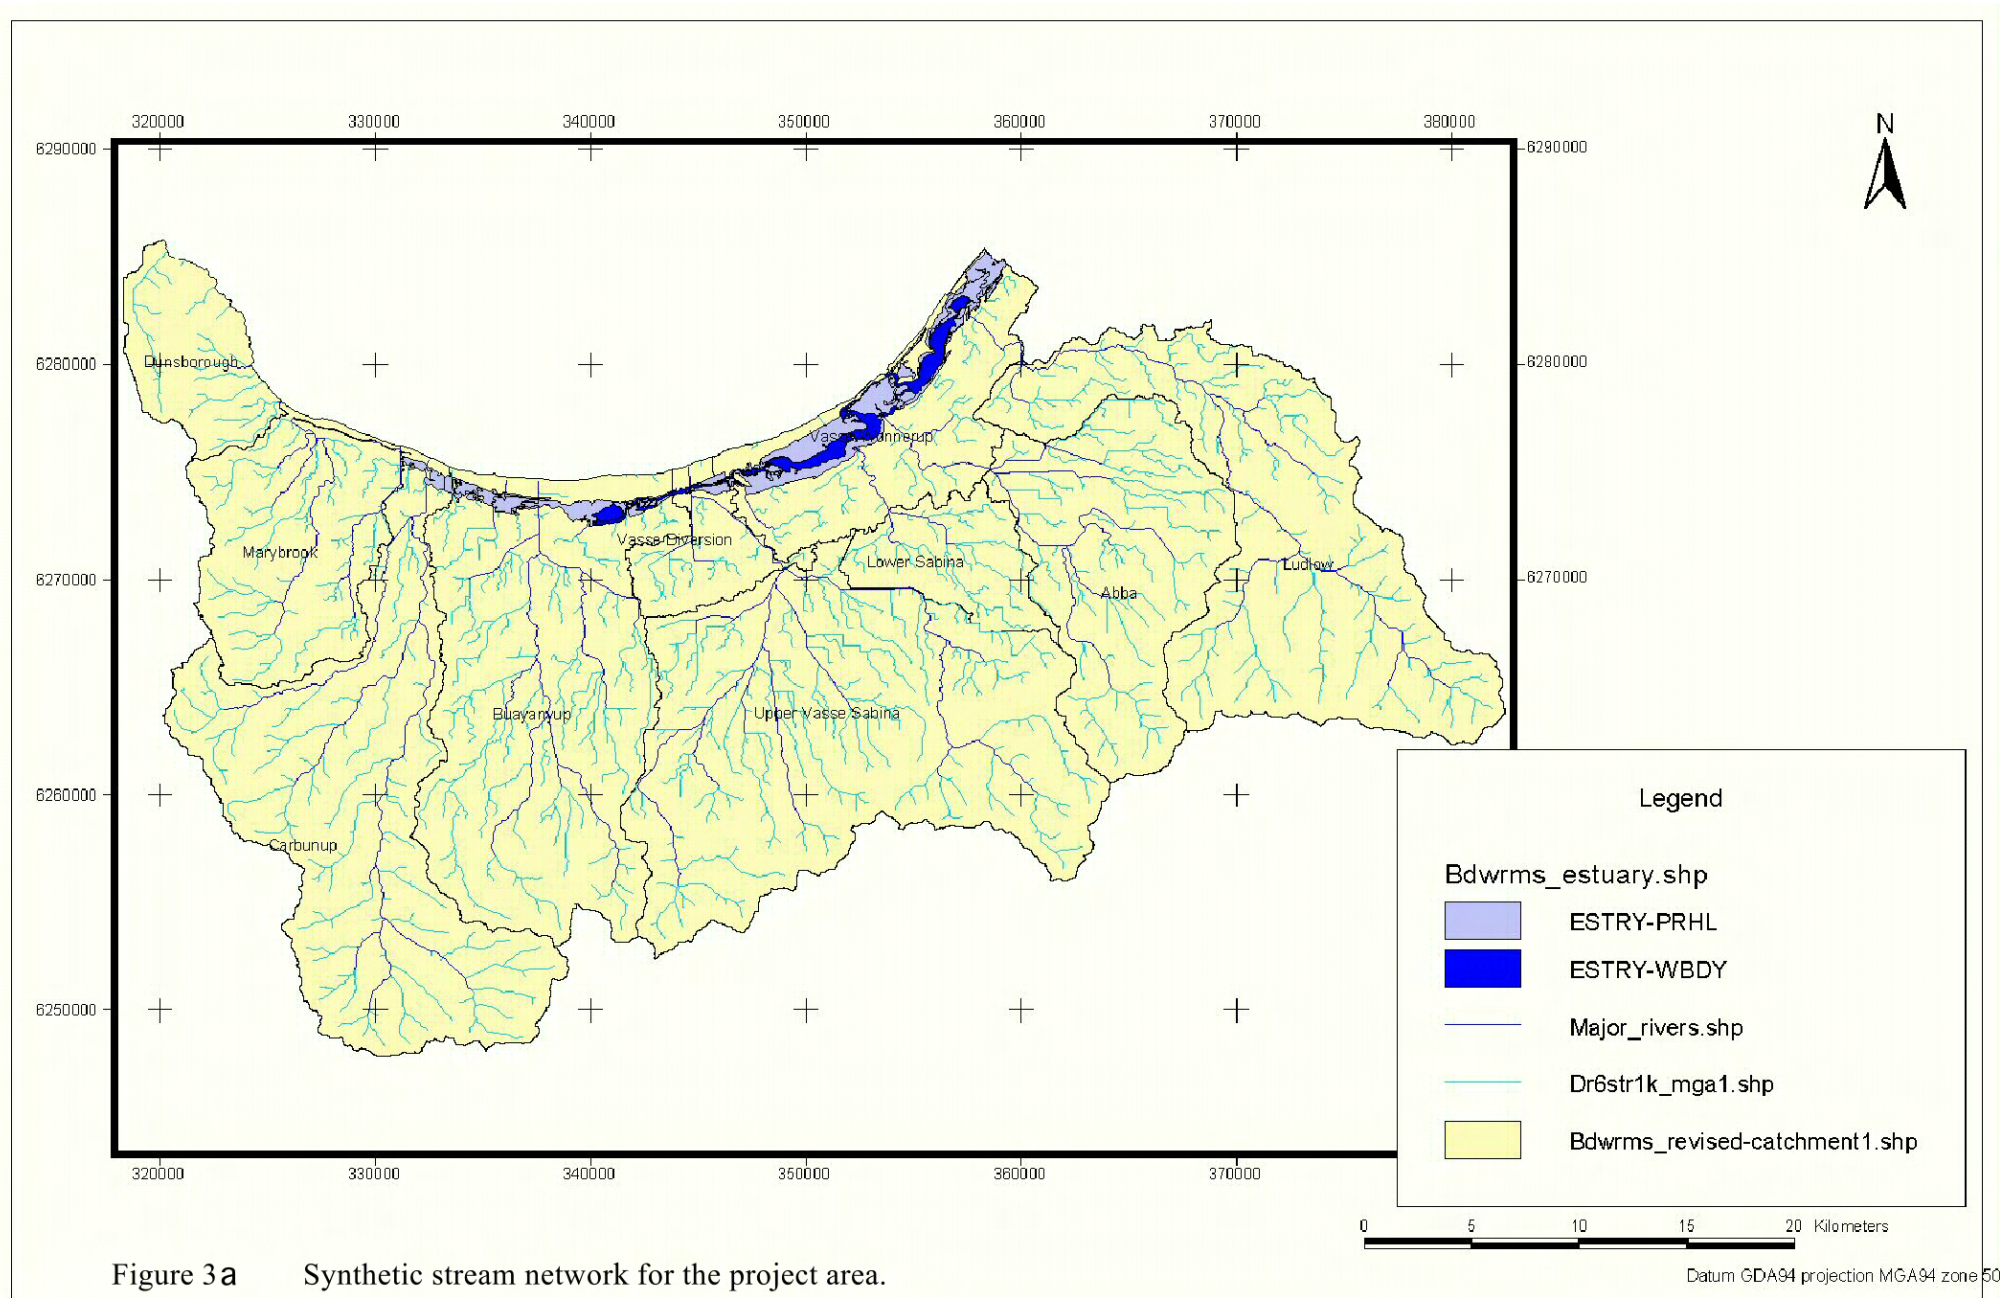 320000 330000 340000 350000 360000 370000 380000
N
6290000 6290000
Dunsborough
6280000 6280000
Vasse Wonnerup
Vasse Diversion
Marybrook
Lower Sabina
Ludlow
6270000 6270000
Abba
Buayanyup
Upper Vasse Sabina
6260000
Carbunup
6250000
320000 330000 340000 350000 360000 370000
Legend
Bdwrms_estuary.shp
ESTRY-PRHL
ESTRY-WBDY
Major_rivers.shp
Dr6str1k_mga1.shp
Bdwrms_revised-catchment1.shp
0 5 10 15 20 Kilometers
Figure 3a Synthetic stream network for the project area.
Datum GDA94 projection MGA94 zone 50